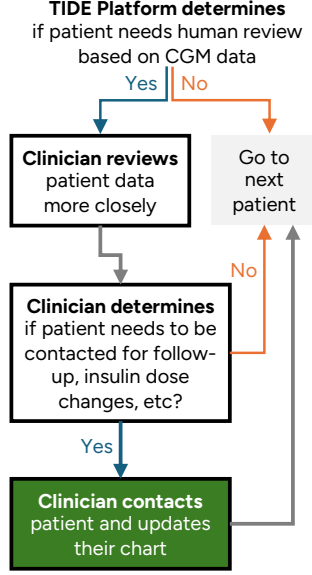 TIDE Platform determines
if patient needs human review
based on CGM data
Yes
No
Clinician reviews
patient data
more closely
Go to
next
patient
No
Clinician determines
if patient needs to be
contacted for follow-
up, insulin dose
changes, etc?
Yes
Clinician contacts
patient and updates
their chart